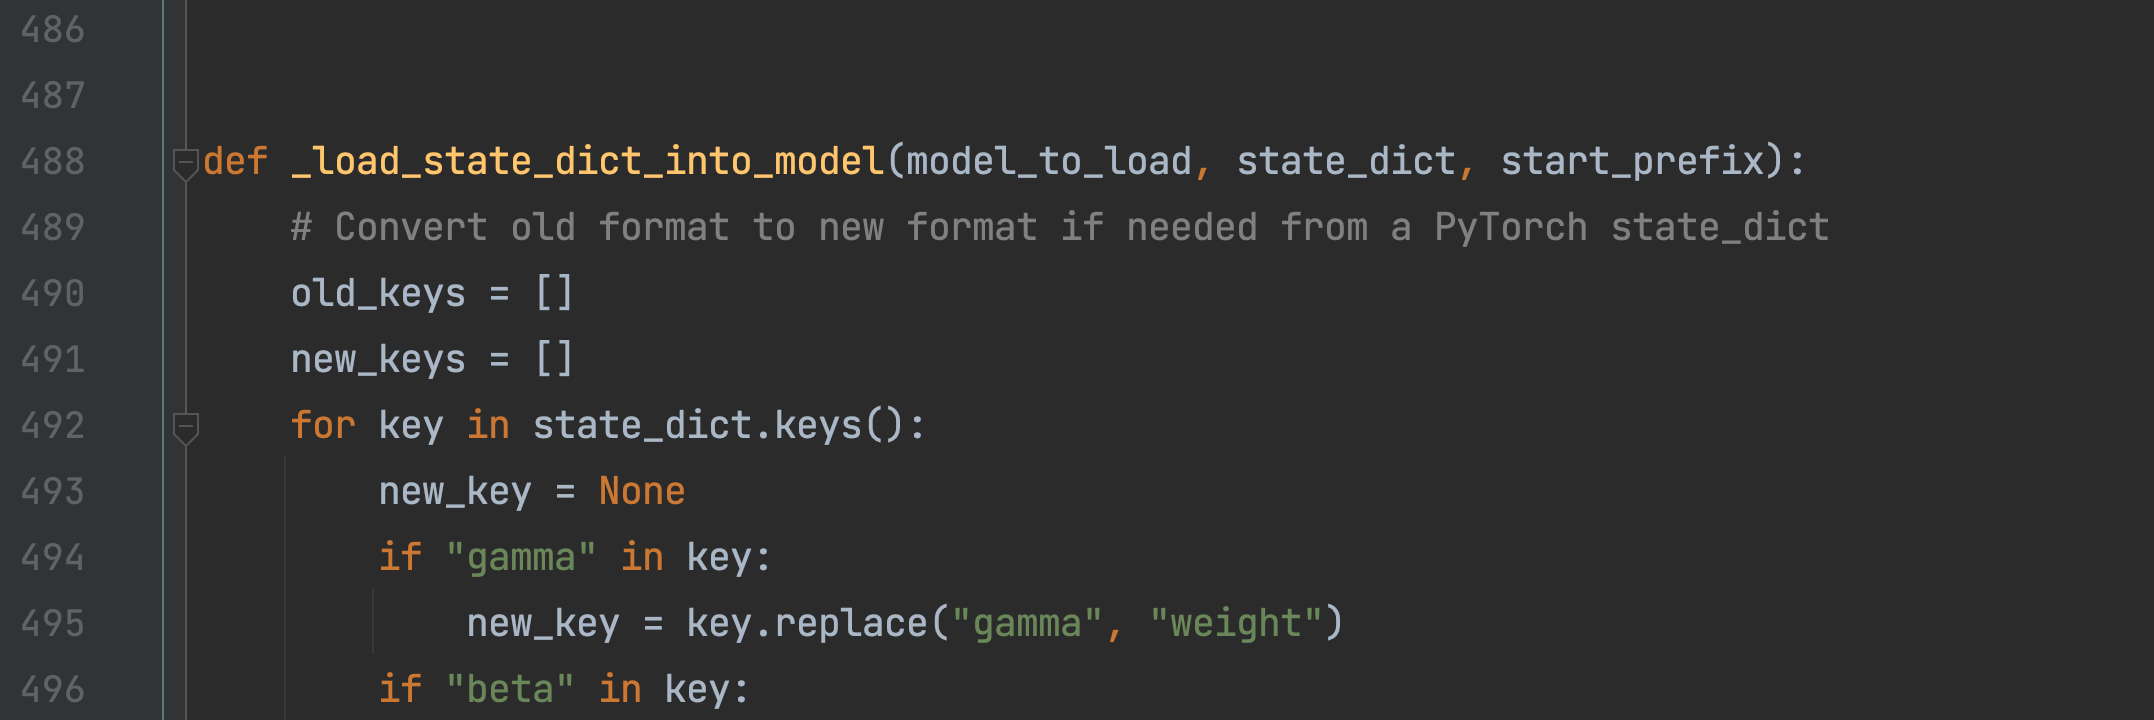 486
487
488 def _load_state_dict_into_model(model_to_load, state_dict, start_prefix):
489     # Convert old format to new format if needed from a PyTorch state_dict
490     old_keys = []
491     new_keys = []
492     for key in state_dict.keys():
493         new_key = None
494         if "gamma" in key:
495             new_key = key.replace("gamma", "weight")
496         if "beta" in key: